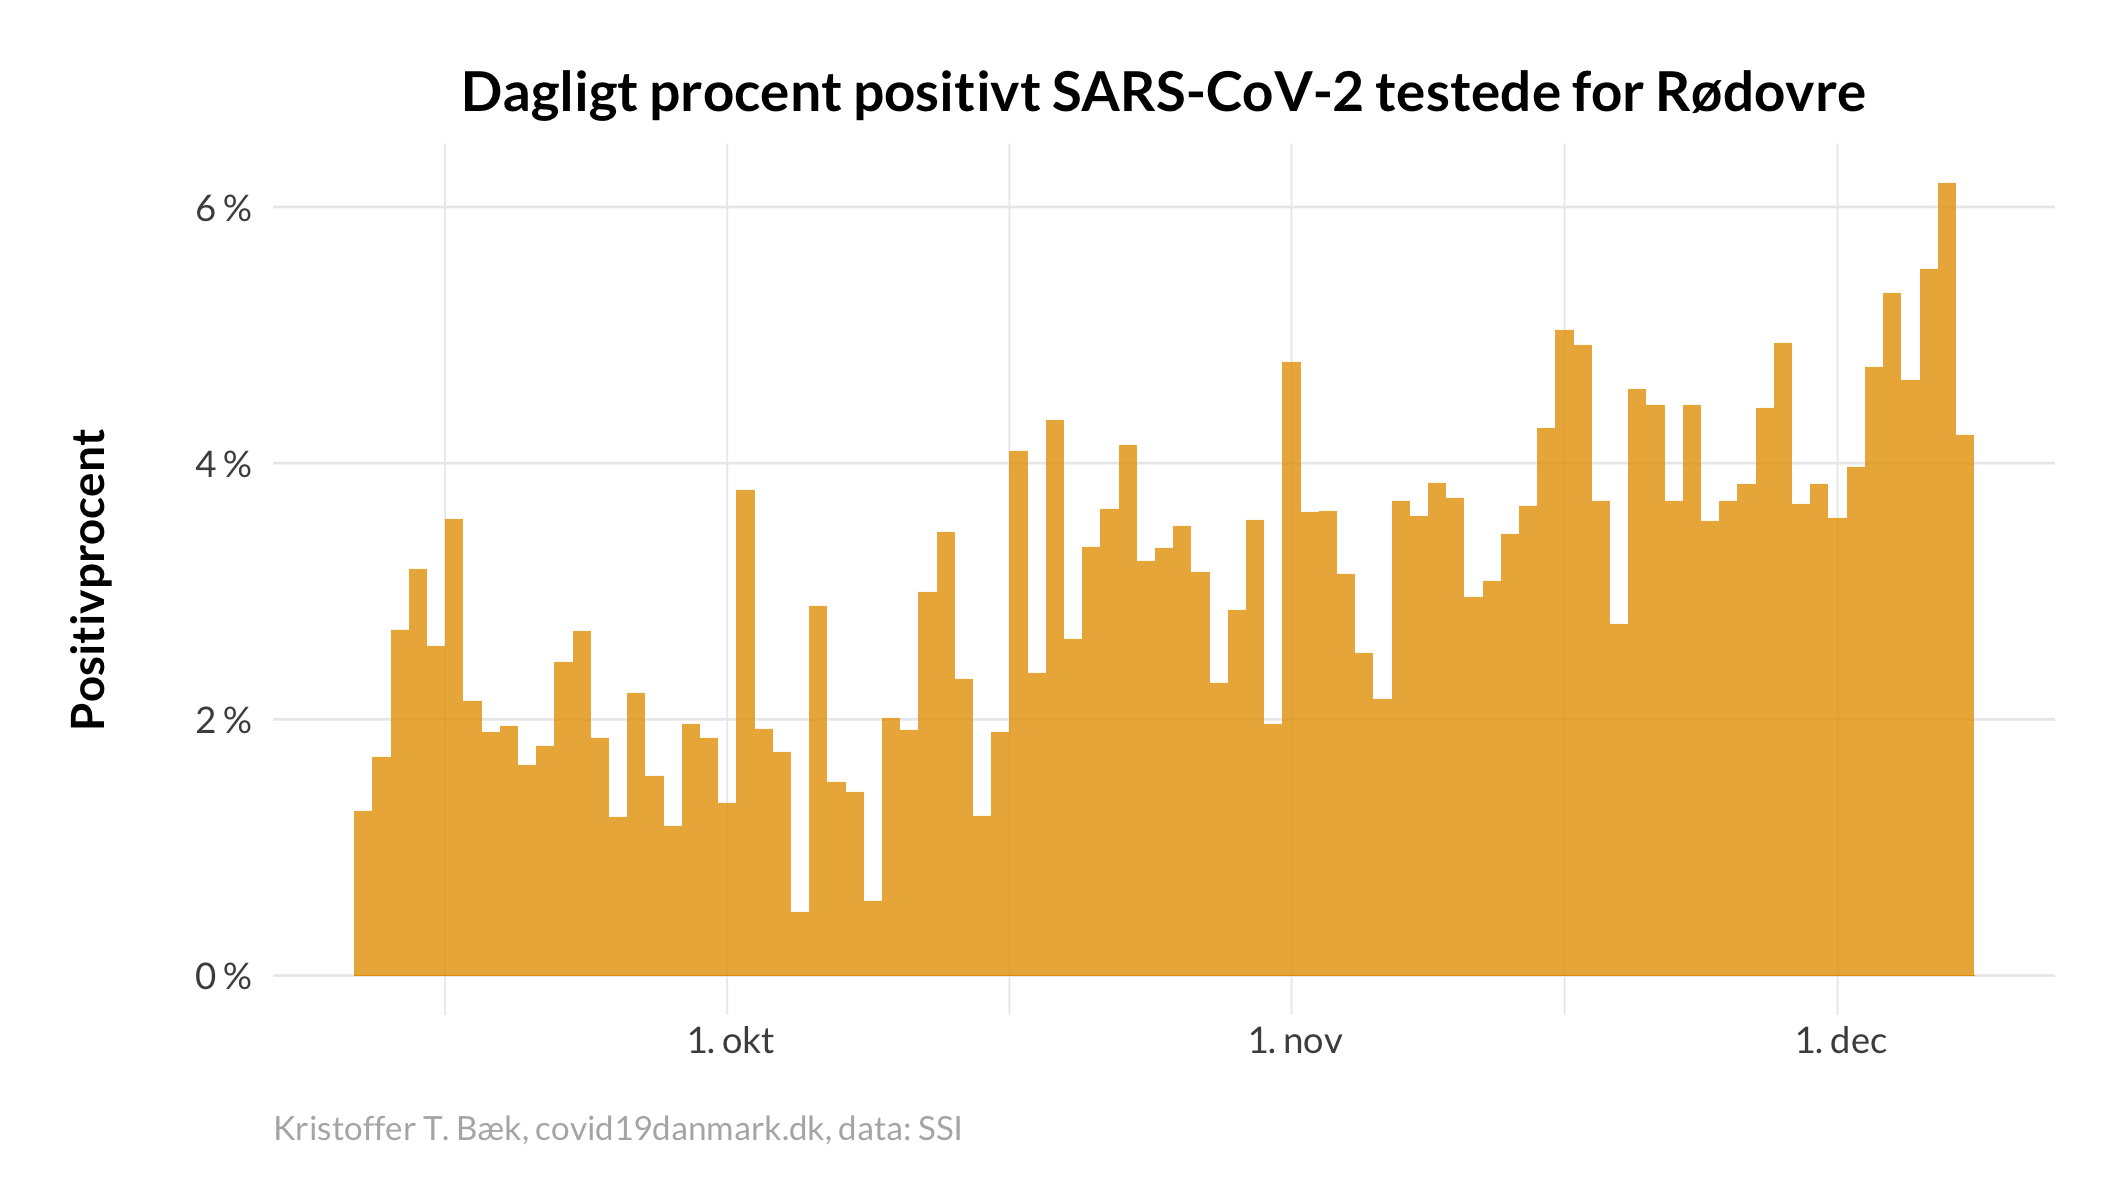 Dagligt procent positivt SARS-CoV-2 testede for Rødovre
Positivprocent
6 %
4 %
2 %
0 %
1. okt
1. nov
1. dec
Kristoffer T. Bæk, covid19danmark.dk, data: SSI